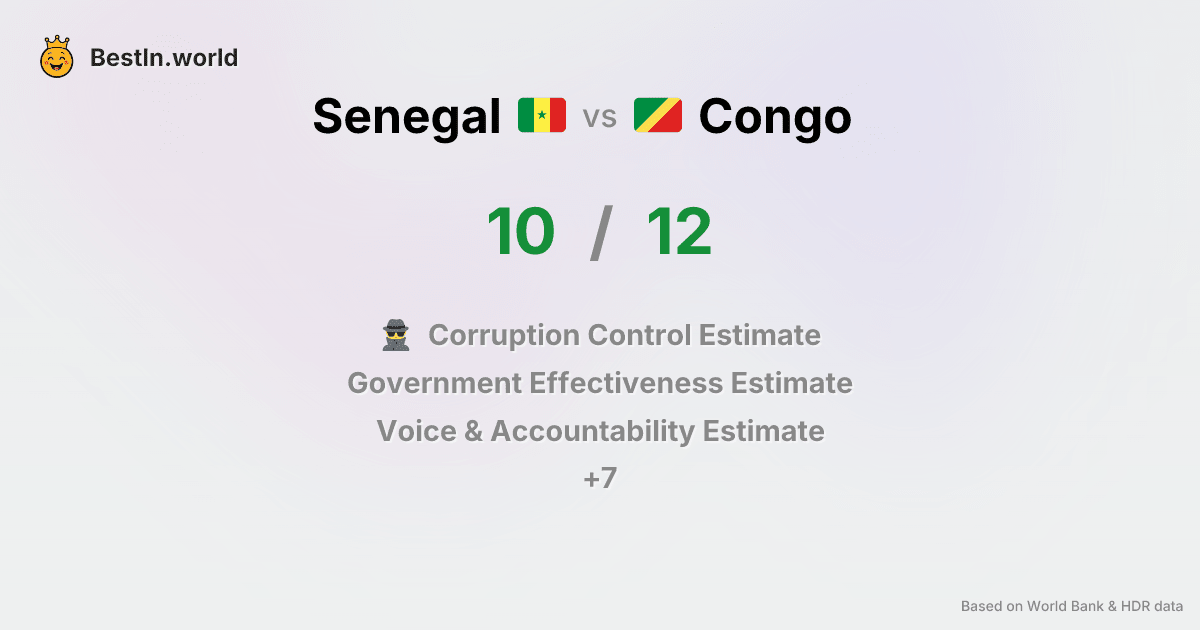 BestIn.world
Senegal vs Congo
10 / 12
Corruption Control Estimate
Government Effectiveness Estimate
Voice & Accountability Estimate
+7
Based on World Bank & HDR data